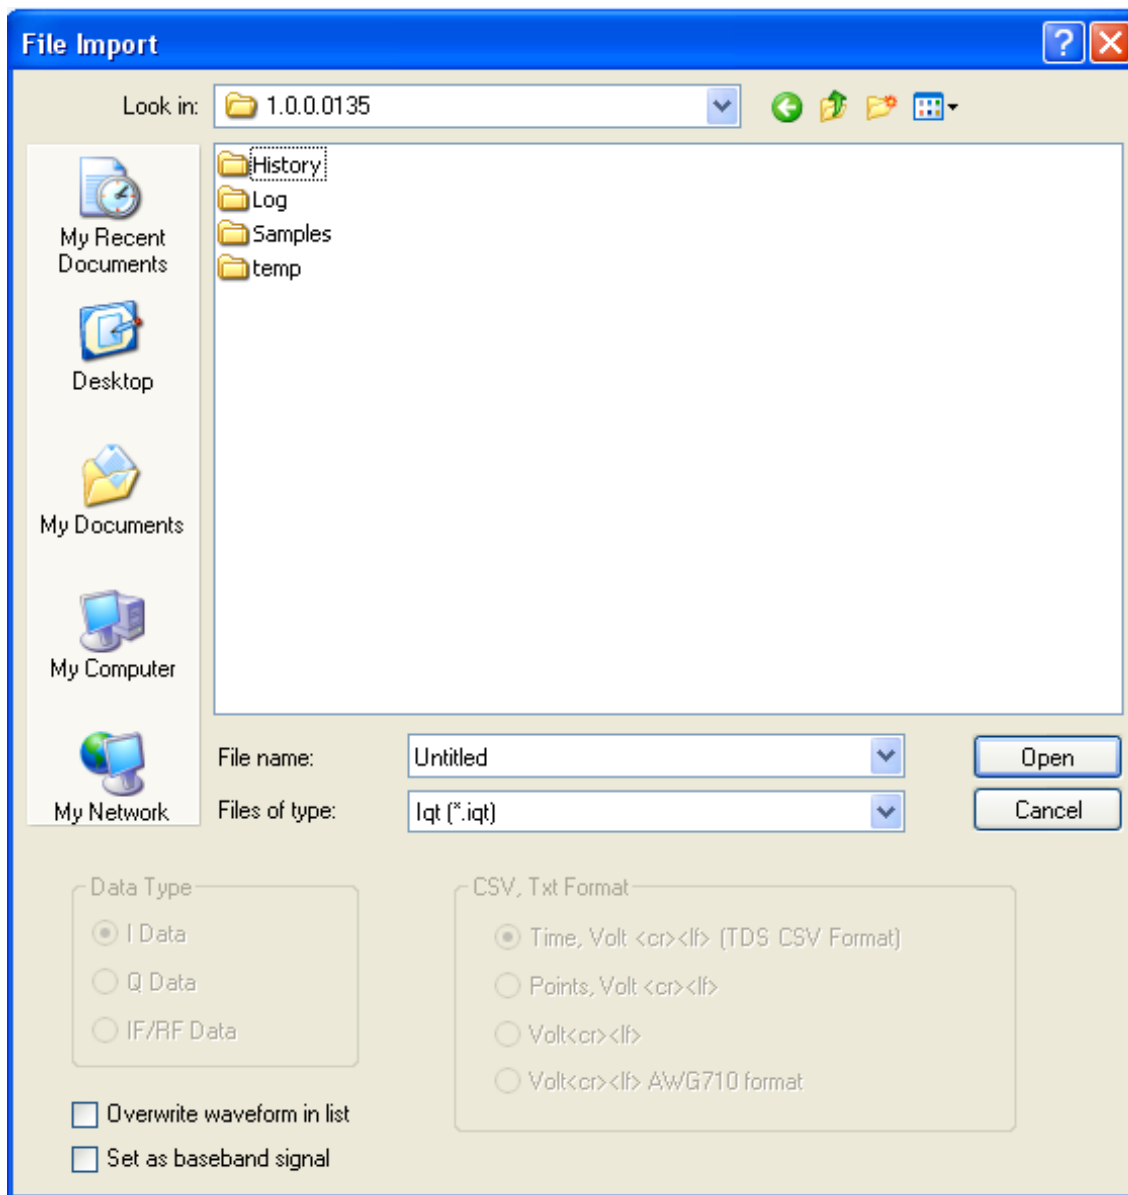 File Import
Look in: 1.0.0.0135
History
Log
Samples
temp
My Recent
Documents
Desktop
My Documents
My Computer
My Network
File name: Untitled Open
Files of type: Iqt (*.iqt) Cancel
Data Type
I Data
Q Data
IF/RF Data
CSV, Txt Format
Time, Volt <cr><lf> (TDS CSV Format)
Points, Volt <cr><lf>
Volt<cr><lf>
Volt<cr><lf> AWG710 format
Overwrite waveform in list
Set as baseband signal